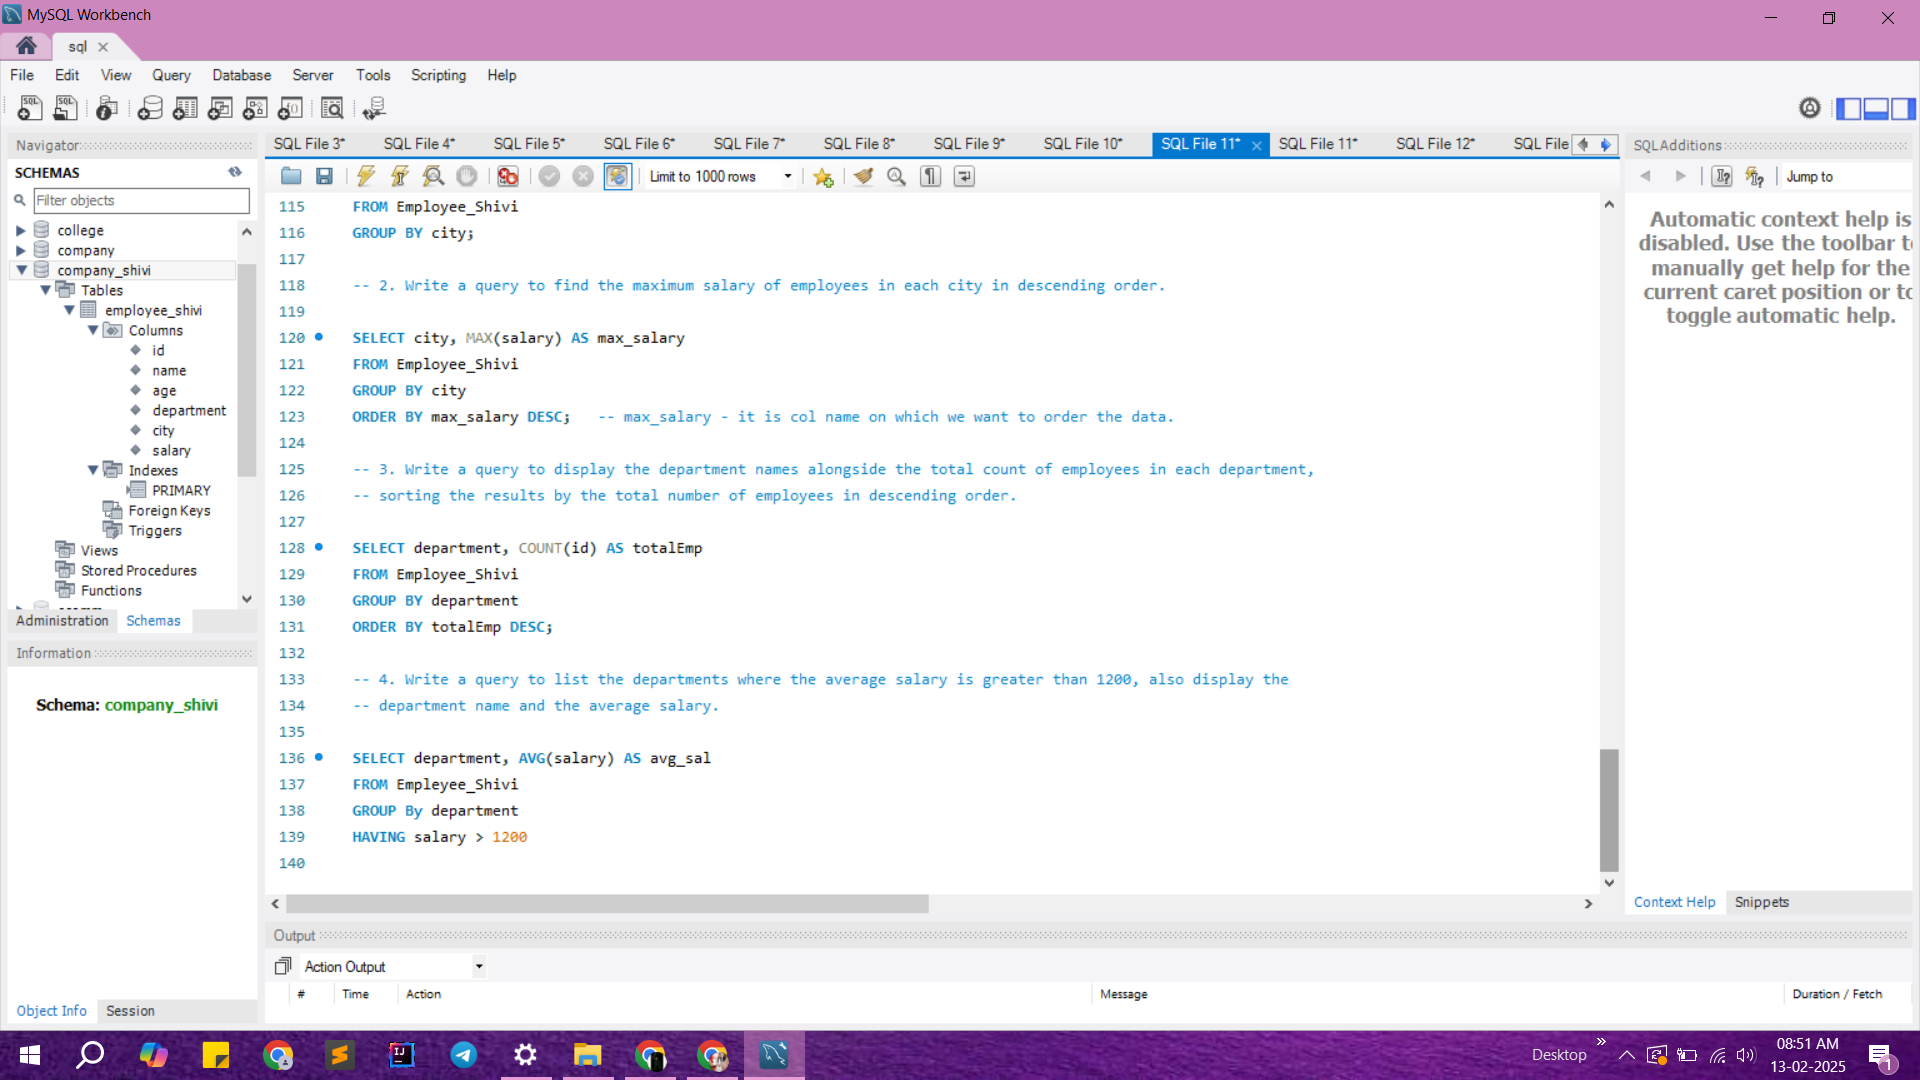 MySQL Workbench
sql
File Edit View Query Database Server Tools Scripting Help
Navigator
SCHEMAS
Filter objects
college
company
company_shivi
Tables
employee_shivi
Columns
id
name
age
department
city
salary
Indexes
PRIMARY
Foreign Keys
Triggers
Views
Stored Procedures
Functions
Administration Schemas
Information
Schema: company_shivi
Object Info Session
SQL File 3* SQL File 4* SQL File 5* SQL File 6* SQL File 7* SQL File 8* SQL File 9* SQL File 10* SQL File 11* SQL File 11* SQL File 12* SQL File
Limit to 1000 rows
115 FROM Employee_Shivi
116 GROUP BY city;
117
118 -- 2. Write a query to find the maximum salary of employees in each city in descending order.
119
120 SELECT city, MAX(salary) AS max_salary
121 FROM Employee_Shivi
122 GROUP BY city
123 ORDER BY max_salary DESC; -- max_salary - it is col name on which we want to order the data.
124
125 -- 3. Write a query to display the department names alongside the total count of employees in each department,
126 -- sorting the results by the total number of employees in descending order.
127
128 SELECT department, COUNT(id) AS totalEmp
129 FROM Employee_Shivi
130 GROUP BY department
131 ORDER BY totalEmp DESC;
132
133 -- 4. Write a query to list the departments where the average salary is greater than 1200, also display the
134 -- department name and the average salary.
135
136 SELECT department, AVG(salary) AS avg_sal
137 FROM Empleyee_Shivi
138 GROUP By department
139 HAVING salary > 1200
140
SQLAdditions
Jump to
Automatic context help is
disabled. Use the toolbar to
manually get help for the
current caret position or to
toggle automatic help.
Context Help Snippets
Output
Action Output
# Time Action Message Duration / Fetch
Desktop
08:51 AM
13-02-2025
1